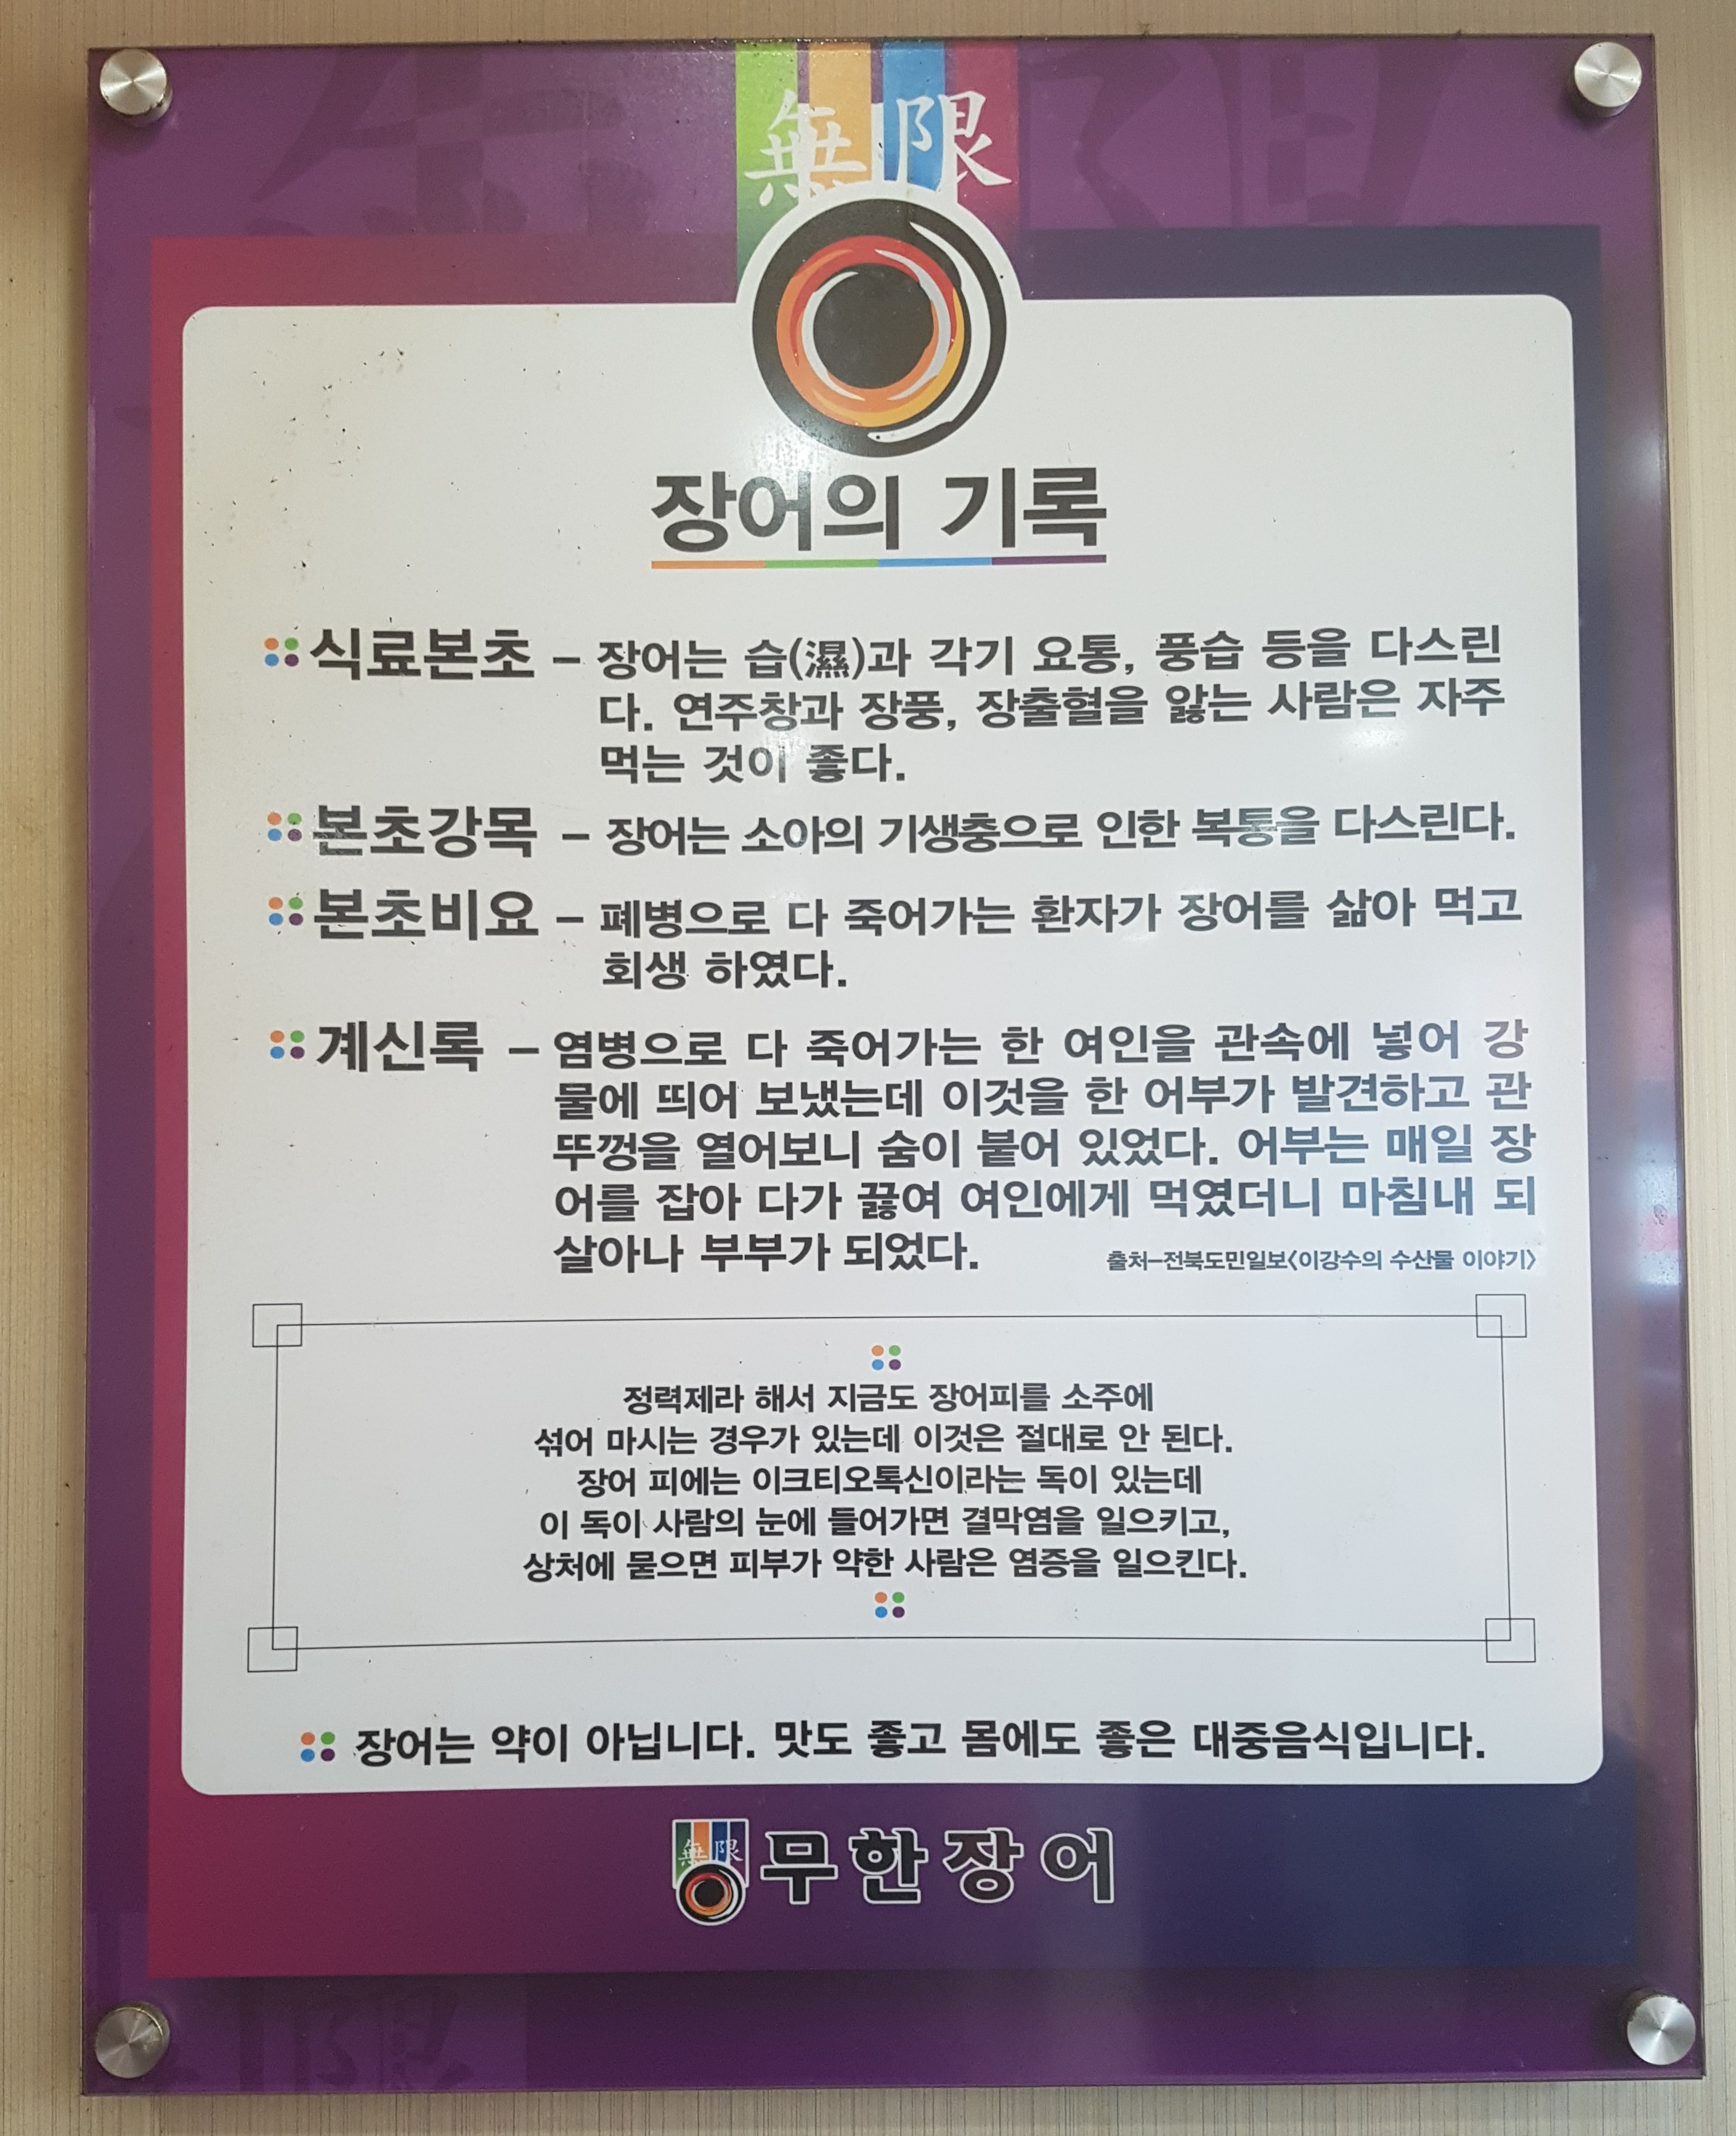 無限
장어의 기록
식료본초 – 장어는 습(濕)과 각기 요통, 풍습 등을 다스린
다. 연주창과 장풍, 장출혈을 앓는 사람은 자주
먹는 것이 좋다.
본초강목 – 장어는 소아의 기생충으로 인한 복통을 다스린다.
본초비요 – 폐병으로 다 죽어가는 환자가 장어를 삶아 먹고
회생 하였다.
계신록 – 염병으로 다 죽어가는 한 여인을 관속에 넣어 강
물에 띄어 보냈는데 이것을 한 어부가 발견하고 관
뚜껑을 열어보니 숨이 붙어 있었다. 어부는 매일 장
어를 잡아 다가 끓여 여인에게 먹였더니 마침내 되
살아나 부부가 되었다.
출처–전북도민일보〈이강수의 수산물 이야기〉
정력제라 해서 지금도 장어피를 소주에
섞어 마시는 경우가 있는데 이것은 절대로 안 된다.
장어 피에는 이크티오톡신이라는 독이 있는데
이 독이 사람의 눈에 들어가면 결막염을 일으키고,
상처에 묻으면 피부가 약한 사람은 염증을 일으킨다.
장어는 약이 아닙니다. 맛도 좋고 몸에도 좋은 대중음식입니다.
無限 무한장어